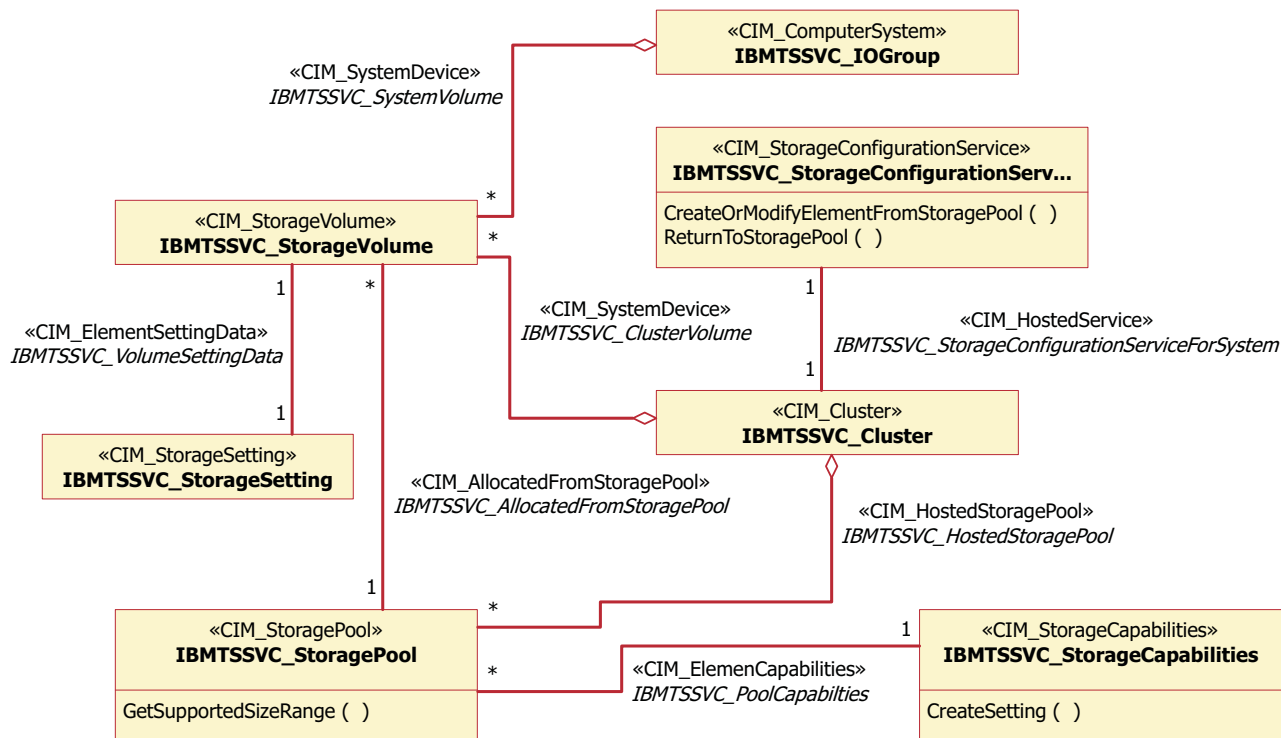 «CIM_ComputerSystem»
IBMTSSVC_IOGroup
«CIM_SystemDevice»
IBMTSSVC_SystemVolume
«CIM_StorageConfigurationService»
IBMTSSVC_StorageConfigurationServ...
CreateOrModifyElementFromStoragePool ( )
ReturnToStoragePool ( )
*
«CIM_StorageVolume»
IBMTSSVC_StorageVolume
*
1
*
1
«CIM_SystemDevice»
IBMTSSVC_ClusterVolume
«CIM_HostedService»
IBMTSSVC_StorageConfigurationServiceForSystem
«CIM_ElementSettingData»
IBMTSSVC_VolumeSettingData
1
1
«CIM_Cluster»
IBMTSSVC_Cluster
«CIM_StorageSetting»
IBMTSSVC_StorageSetting
«CIM_AllocatedFromStoragePool»
IBMTSSVC_AllocatedFromStoragePool
«CIM_HostedStoragePool»
IBMTSSVC_HostedStoragePool
1
*
«CIM_StoragePool»
IBMTSSVC_StoragePool
GetSupportedSizeRange ( )
*
«CIM_ElemenCapabilities»
IBMTSSVC_PoolCapabilties
1
«CIM_StorageCapabilities»
IBMTSSVC_StorageCapabilities
CreateSetting ( )